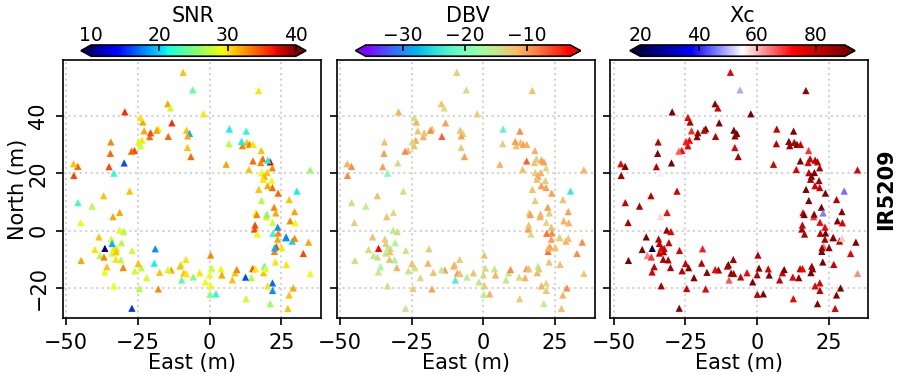 SNR DBV Xc
10 20 30 40 −30 −20 −10 20 40 60 80
North (m)
40
20
0
−20
−50 −25 0 25 −50 −25 0 25 −50 −25 0 25
East (m) East (m) East (m)
IR5209